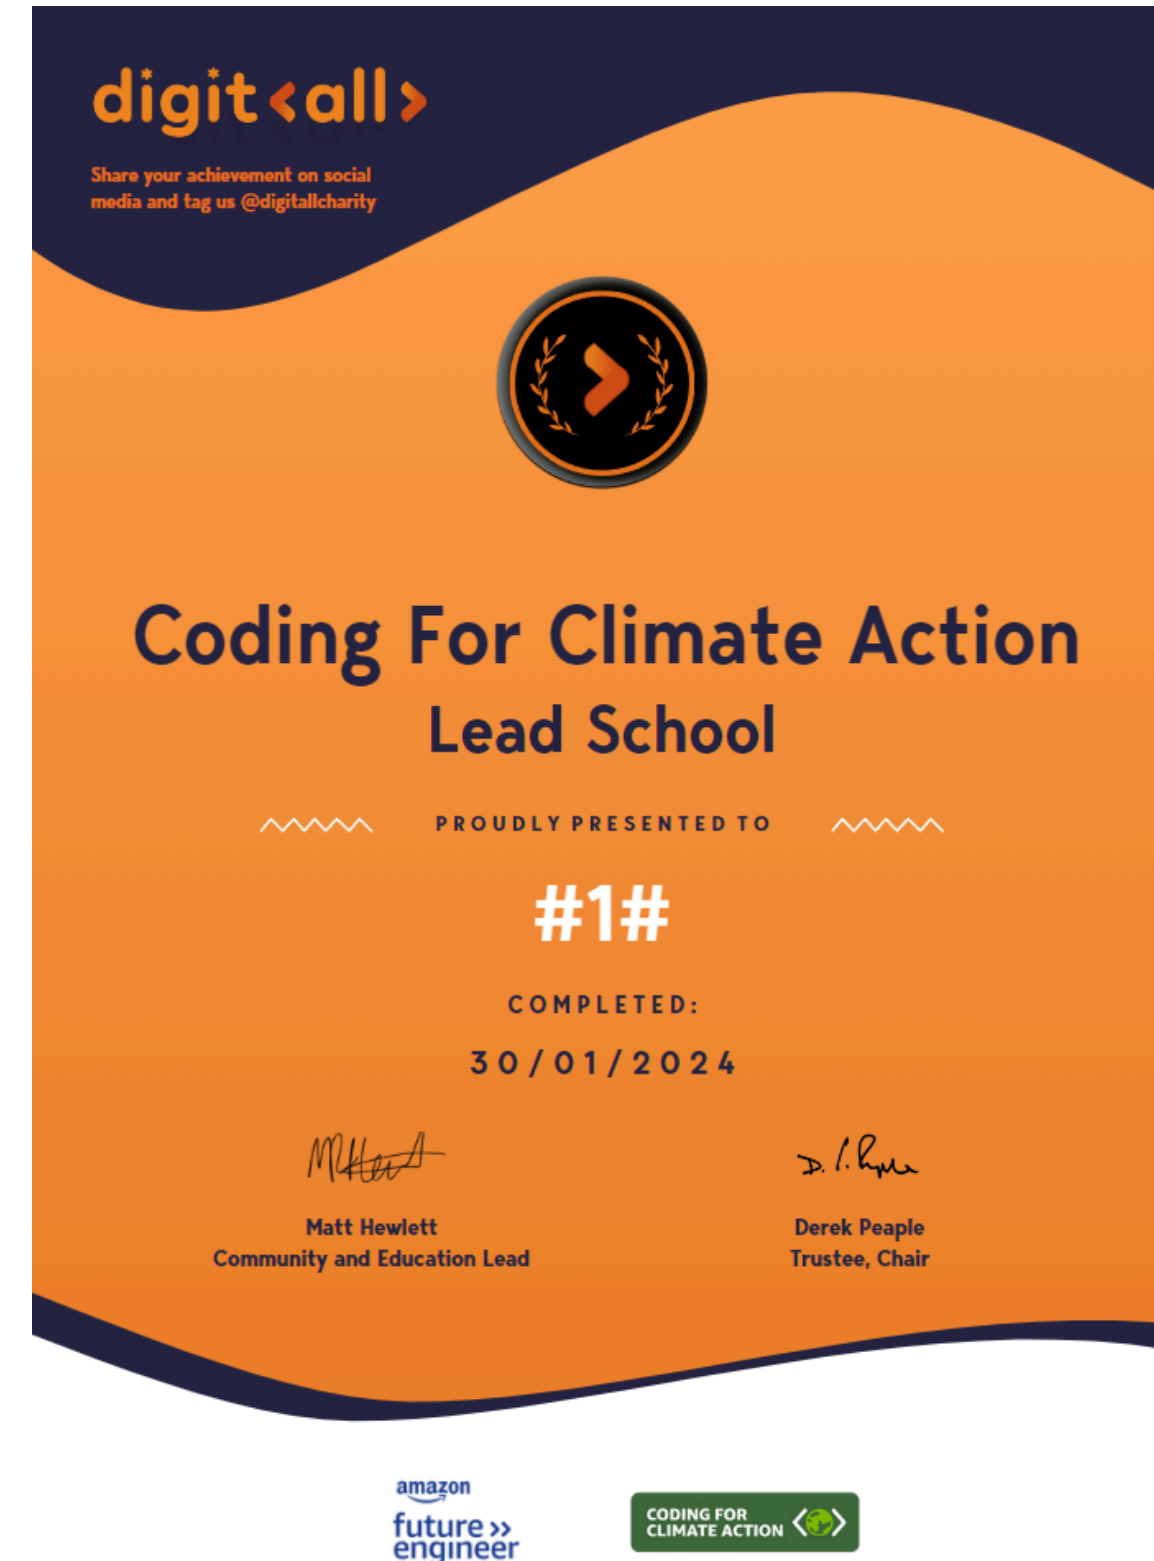 digit<all>
Share your achievement on social
media and tag us @digitallcharity
Coding For Climate Action
Lead School
PROUDLY PRESENTED TO
#1#
COMPLETED:
30/01/2024
Matt Hewlett
Community and Education Lead
Derek Peaple
Trustee, Chair
amazon
future >>
engineer
CODING FOR
CLIMATE ACTION